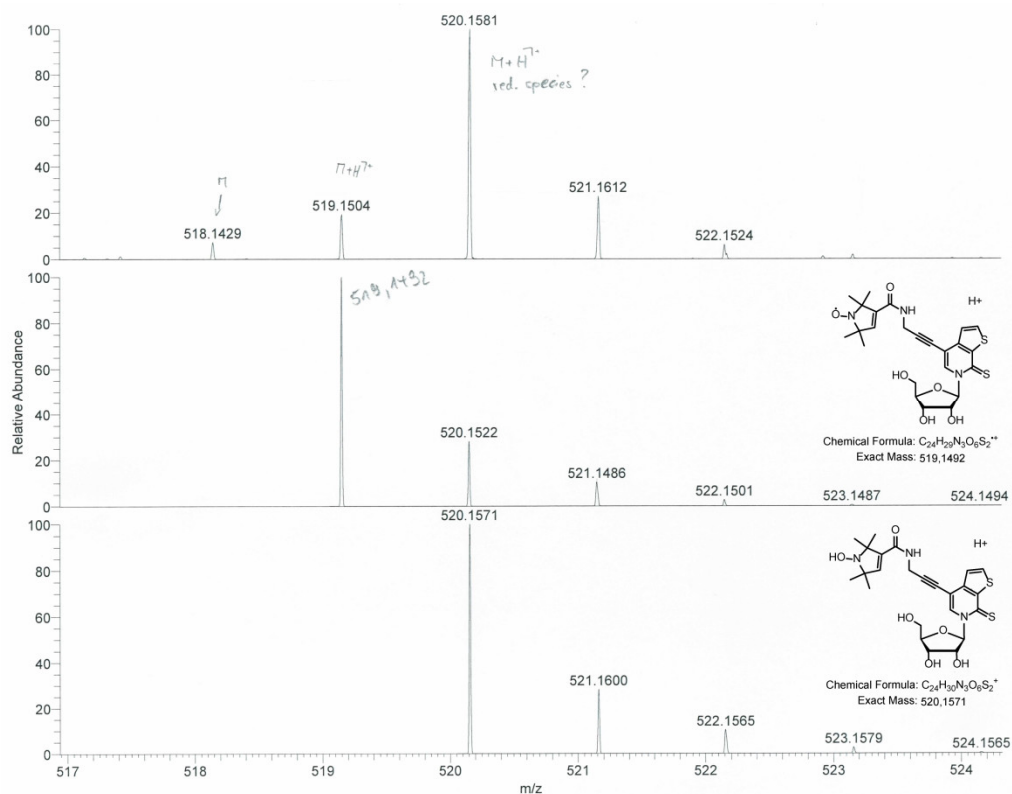 100
520.1581
M+H⁺
red. species ?
80
60
40
M+H⁺
M
519.1504
521.1612
20
518.1429
522.1524
0
100
519,1492
80
Relative Abundance
O
H+
NH
N
O
S
60
N
S
HO
O
40
520.1522
OH
OH
Chemical Formula: C₂₄H₂₉N₃O₆S₂•⁺
20
Exact Mass: 519,1492
521.1486
522.1501
523.1487
524.1494
0
520.1571
100
O
H+
NH
HO
N
80
S
N
S
60
HO
O
OH
OH
40
521.1600
Chemical Formula: C₂₄H₃₀N₃O₆S₂⁺
Exact Mass: 520,1571
20
522.1565
523.1579
524.1565
0
517
518
519
520
521
522
523
524
m/z